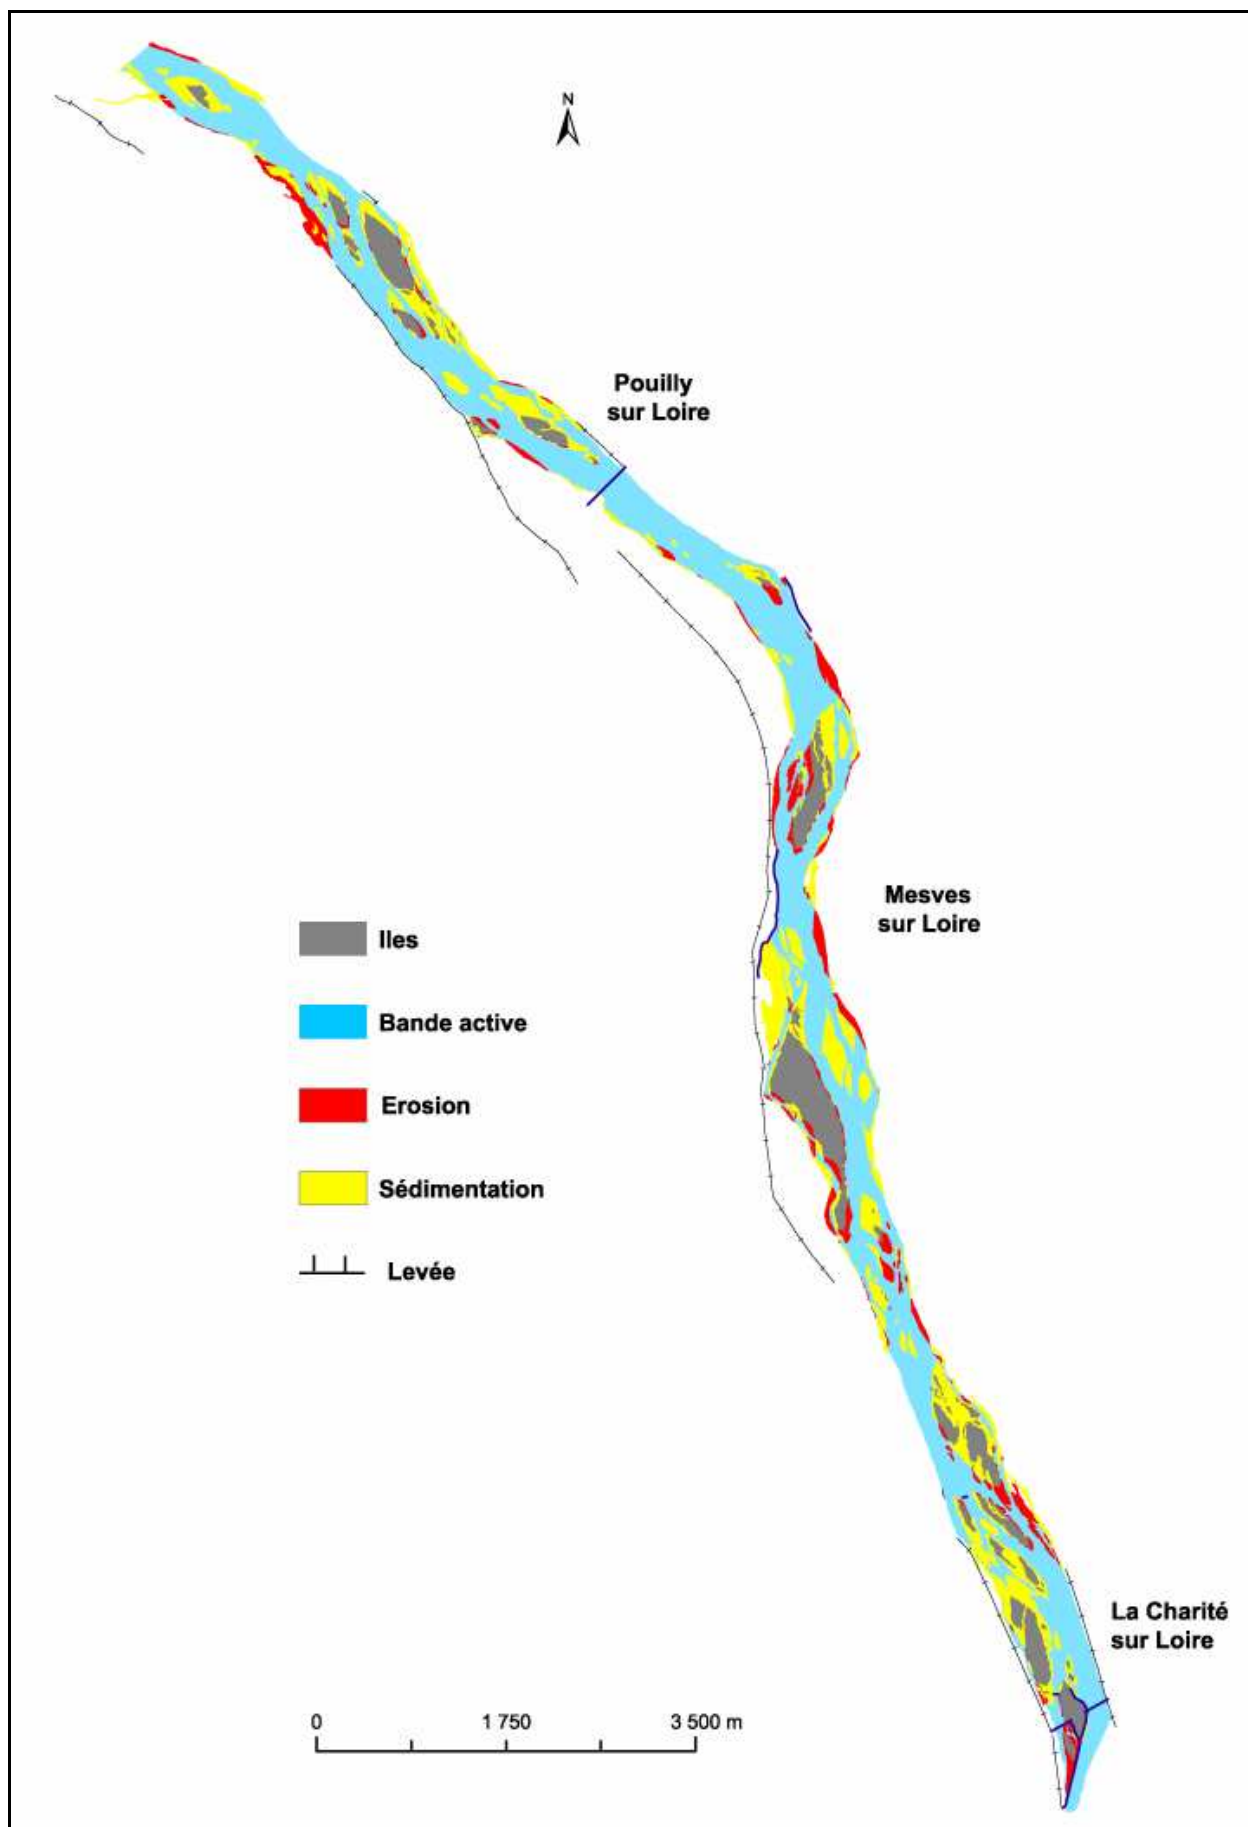 N
Pouilly
sur Loire
Mesves
sur Loire
Iles
Bande active
Erosion
Sédimentation
Levée
La Charité
sur Loire
0 1 750 3 500 m